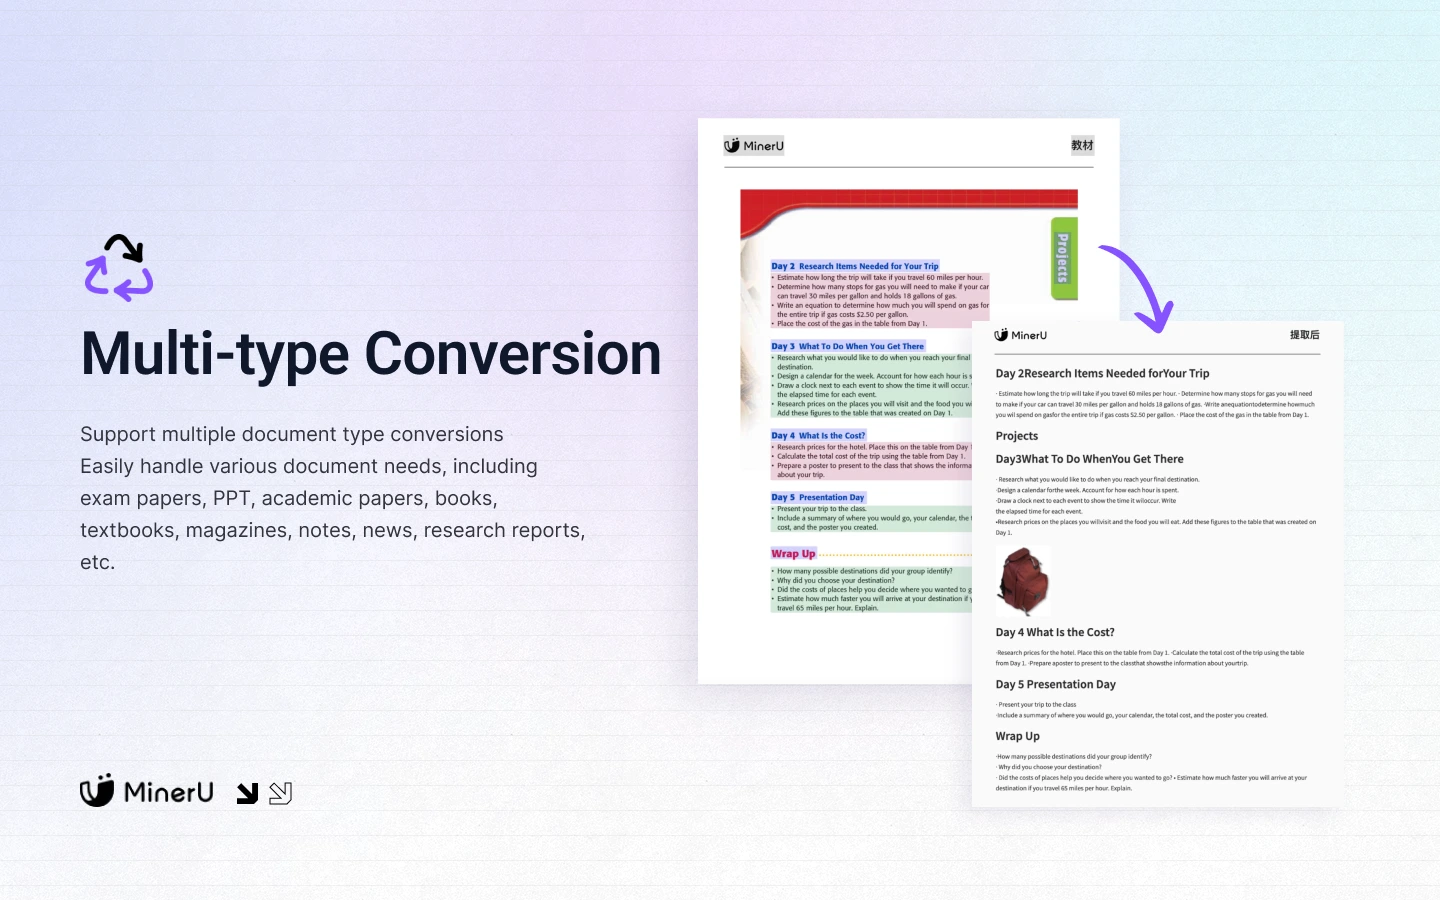 Multi-type Conversion
Support multiple document type conversions
Easily handle various document needs, including
exam papers, PPT, academic papers, books,
textbooks, magazines, notes, news, research reports,
etc.
MinerU
MinerU
教材
Projects
Day 2 Research Items Needed for Your Trip
• Estimate how long the trip will take if you travel 60 miles per hour.
• Determine how many stops for gas you will need to make if your car
can travel 30 miles per gallon and holds 18 gallons of gas.
• Write an equation to determine how much you will spend on gas for
the entire trip if gas costs $2.50 per gallon.
• Place the cost of the gas in the table from Day 1.
Day 3 What To Do When You Get There
• Research what you would like to do when you reach your final
destination.
• Design a calendar for the week. Account for how each hour is s
• Draw a clock next to each event to show the time it will occur.
the elapsed time for each event.
• Research prices on the places you will visit and the food you wi
Add these figures to the table that was created on Day 1.
Day 4 What Is the Cost?
• Research prices for the hotel. Place this on the table from Day 1
• Calculate the total cost of the trip using the table from Day 1.
• Prepare a poster to present to the class that shows the informa
about your trip.
Day 5 Presentation Day
• Present your trip to the class.
• Include a summary of where you would go, your calendar, the t
cost, and the poster you created.
Wrap Up
• How many possible destinations did your group identify?
• Why did you choose your destination?
• Did the costs of places help you decide where you wanted to g
• Estimate how much faster you will arrive at your destination if y
travel 65 miles per hour. Explain.
MinerU
提取后
Day 2Research Items Needed forYour Trip
· Estimate how long the trip will take if you travel 60 miles per hour. · Determine how many stops for gas you will need
to make if your car can travel 30 miles per gallon and holds 18 gallons of gas. ·Write anequationtodetermine howmuch
you wil spend on gasfor the entire trip if gas costs $2.50 per gallon. · Place the cost of the gas in the table from Day 1.
Projects
Day3What To Do WhenYou Get There
· Research what you would like to do when you reach your final destination.
·Design a calendar forthe week. Account for how each hour is spent.
·Draw a clock next to each event to show the time it wiloccur. Write
the elapsed time for each event.
•Research prices on the places you willvisit and the food you will eat. Add these figures to the table that was created on
Day 1.
Day 4 What Is the Cost?
·Research prices for the hotel. Place this on the table from Day 1. ·Calculate the total cost of the trip using the table
from Day 1. ·Prepare aposter to present to the classthat showsthe information about yourtrip.
Day 5 Presentation Day
· Present your trip to the class
·Include a summary of where you would go, your calendar, the total cost, and the poster you created.
Wrap Up
·How many possible destinations did your group identify?
· Why did you choose your destination?
· Did the costs of places help you decide where you wanted to go? • Estimate how much faster you will arrive at your
destination if you travel 65 miles per hour. Explain.